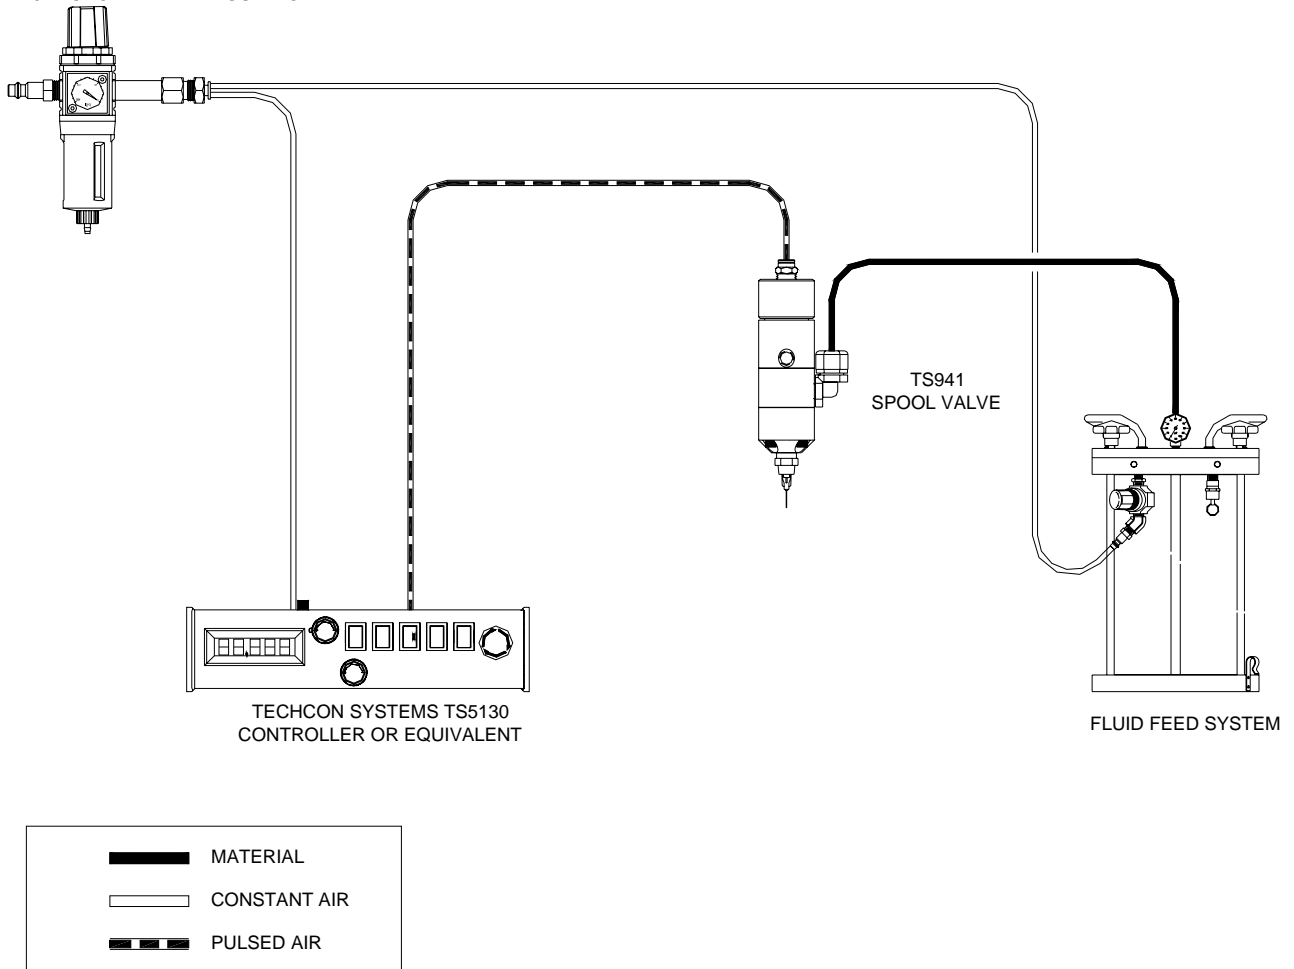 TS941
SPOOL VALVE
TECHCON SYSTEMS TS5130
CONTROLLER OR EQUIVALENT
FLUID FEED SYSTEM
MATERIAL
CONSTANT AIR
PULSED AIR